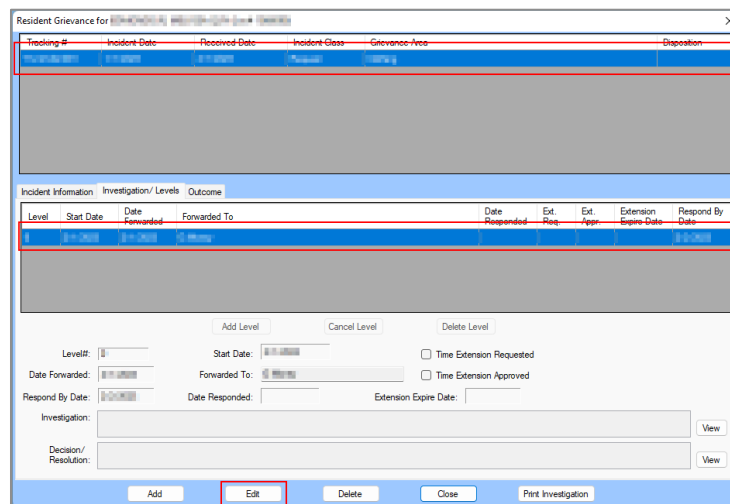 Resident Grievance for
Tracking # Incident Date Received Date Incident Class Grievance Area Disposition
Incident Information Investigation/ Levels Outcome
Level Start Date Date Forwarded Forwarded To Date Responded Ext. Req. Ext. Appr. Extension Expire Date Respond By Date
Add Level Cancel Level Delete Level
Level#: Start Date: Time Extension Requested
Date Forwarded: Forwarded To: Time Extension Approved
Respond By Date: Date Responded: Extension Expire Date:
Investigation: View
Decision/ Resolution: View
Add Edit Delete Close Print Investigation